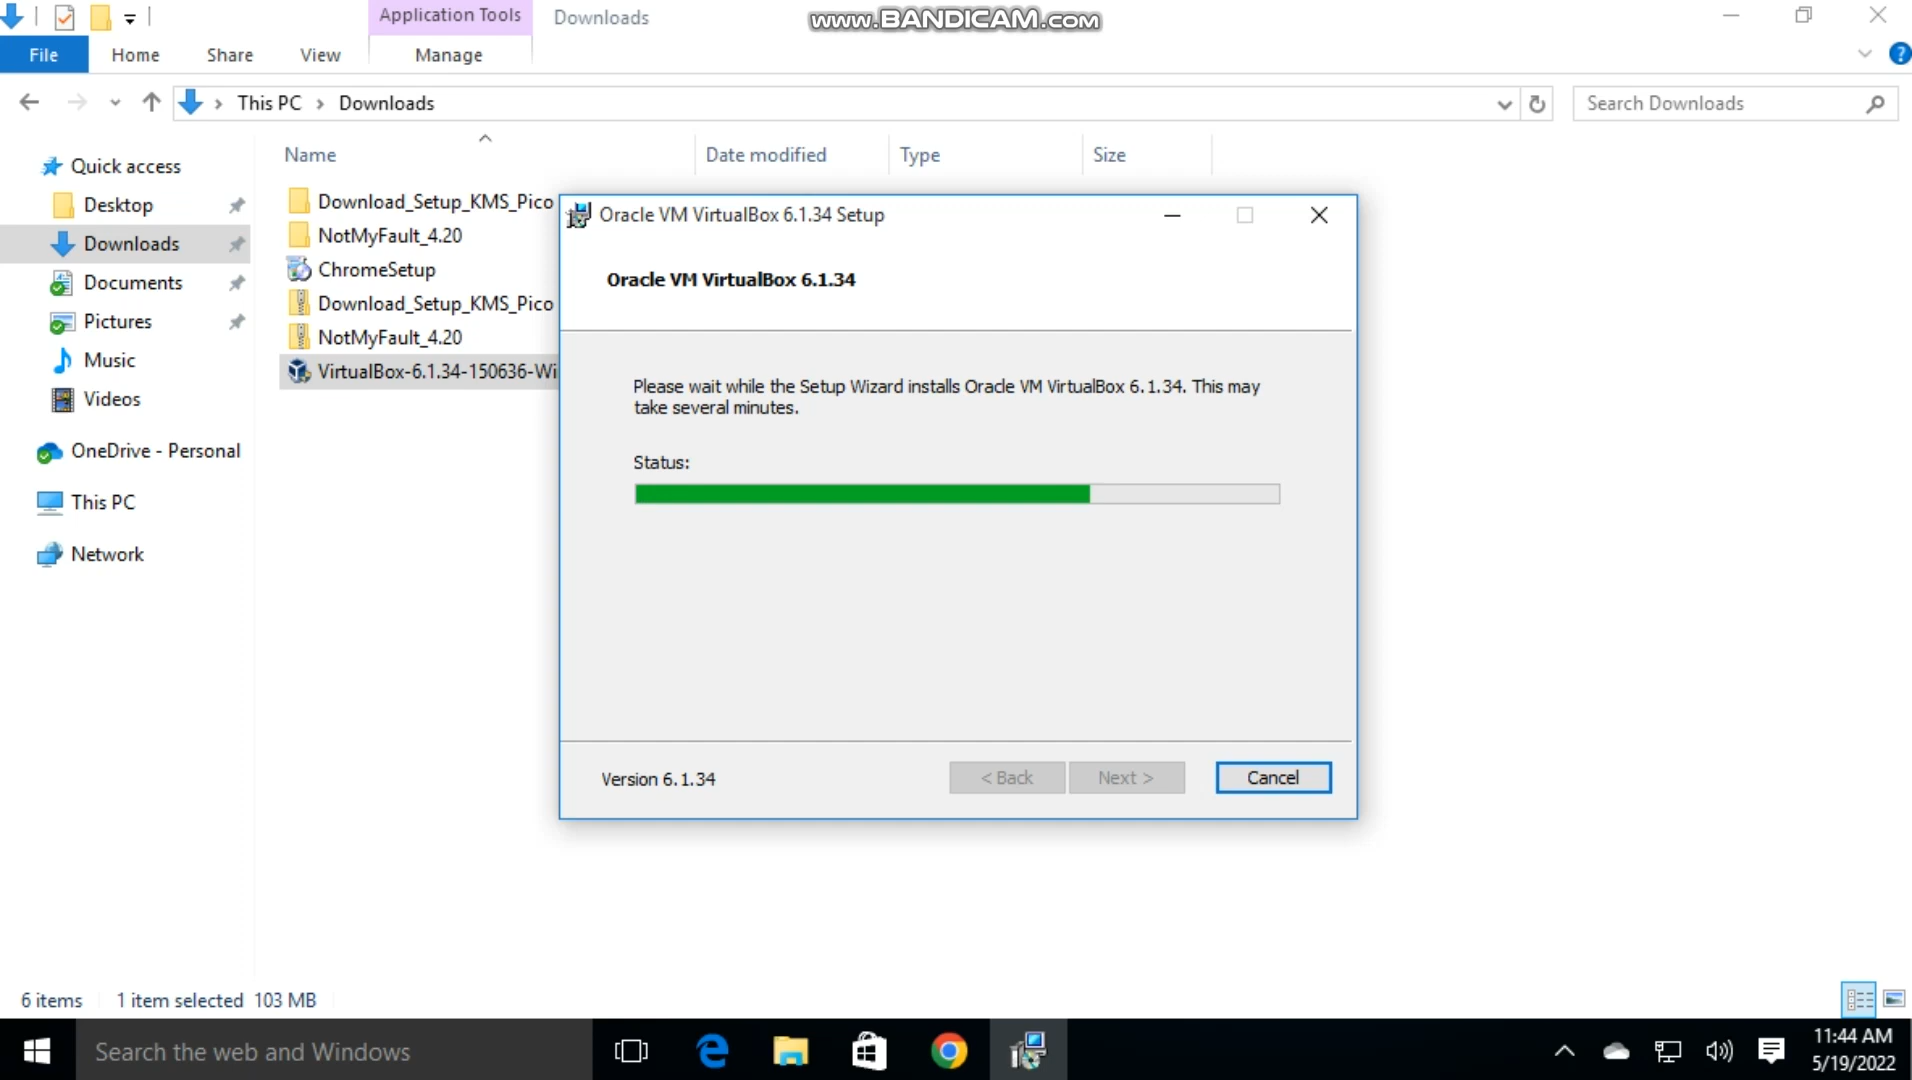 Application Tools
Downloads
www.BANDICAM.com
File
Home
Share
View
Manage
?
This PC
Downloads
Search Downloads
Name
Date modified
Type
Size
Quick access
Desktop
Downloads
Documents
Pictures
Music
Videos
OneDrive - Personal
This PC
Network
Download_Setup_KMS_Pico
NotMyFault_4.20
ChromeSetup
Download_Setup_KMS_Pico
NotMyFault_4.20
VirtualBox-6.1.34-150636-Wi
Oracle VM VirtualBox 6.1.34 Setup
Oracle VM VirtualBox 6.1.34
Please wait while the Setup Wizard installs Oracle VM VirtualBox 6.1.34. This may
take several minutes.
Status:
Version 6.1.34
< Back
Next >
Cancel
6 items
1 item selected 103 MB
Search the web and Windows
11:44 AM
5/19/2022